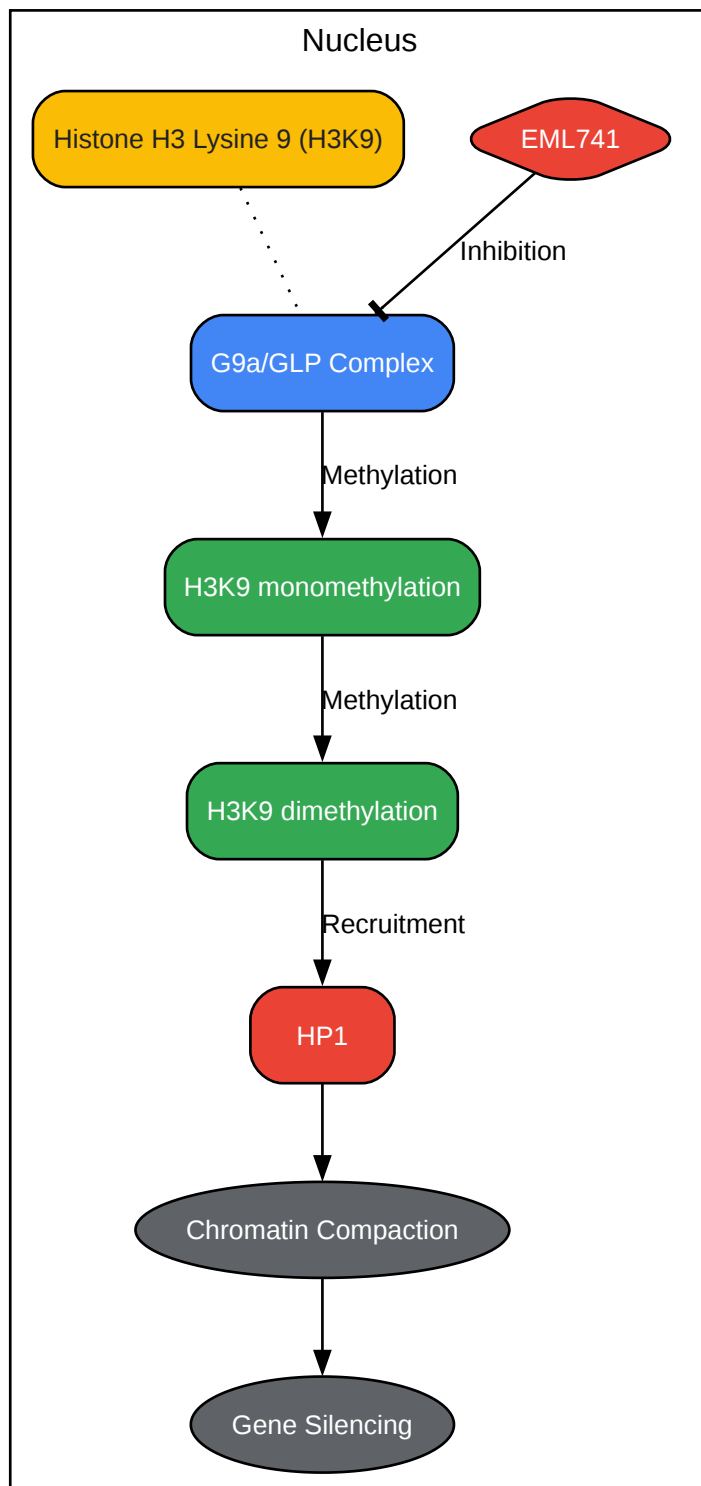 Nucleus
Histone H3 Lysine 9 (H3K9)
EML741
Inhibition
G9a/GLP Complex
Methylation
H3K9 monomethylation
Methylation
H3K9 dimethylation
Recruitment
HP1
Chromatin Compaction
Gene Silencing